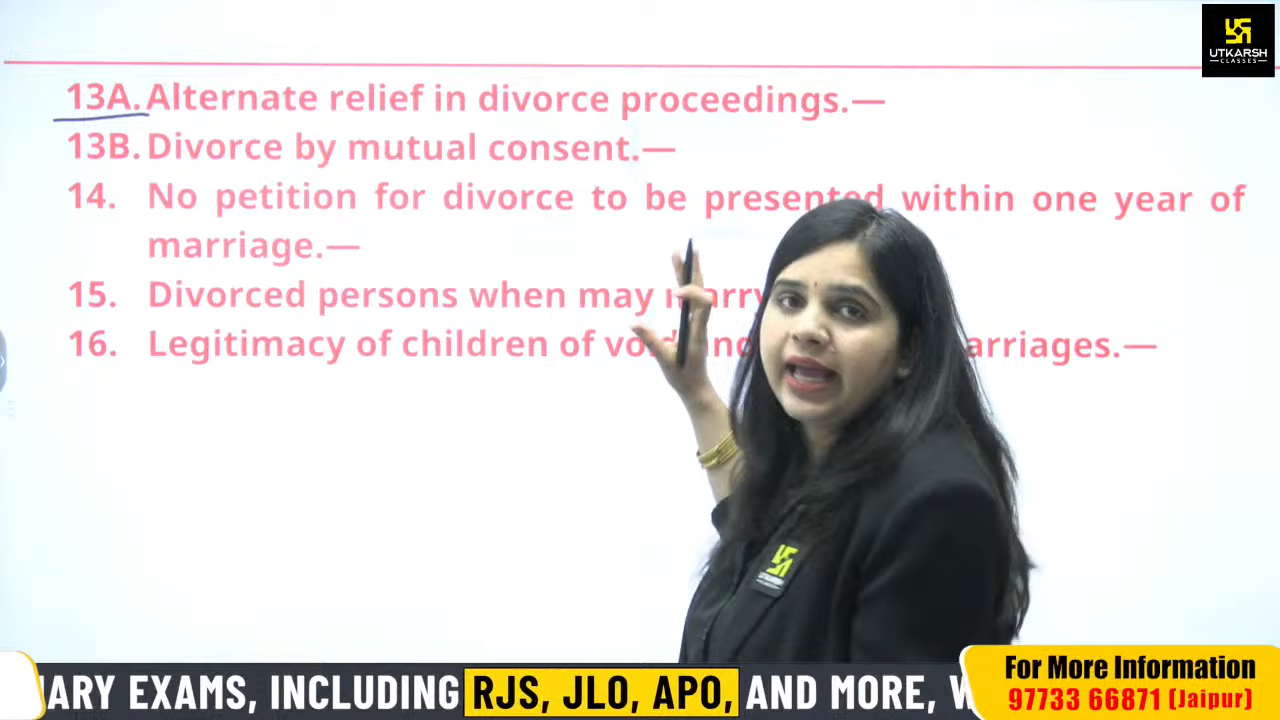 UTKARSH
CLASSES
13A. Alternate relief in divorce proceedings.—
13B. Divorce by mutual consent.—
14. No petition for divorce to be presented within one year of
marriage.—
15. Divorced persons when may
16. Legitimacy of children of arriages.—
UTKARSH
ARY EXAMS, INCLUDING RJS, JLO, APO, AND MORE, W
For More Information
97733 66871 (Jaipur)